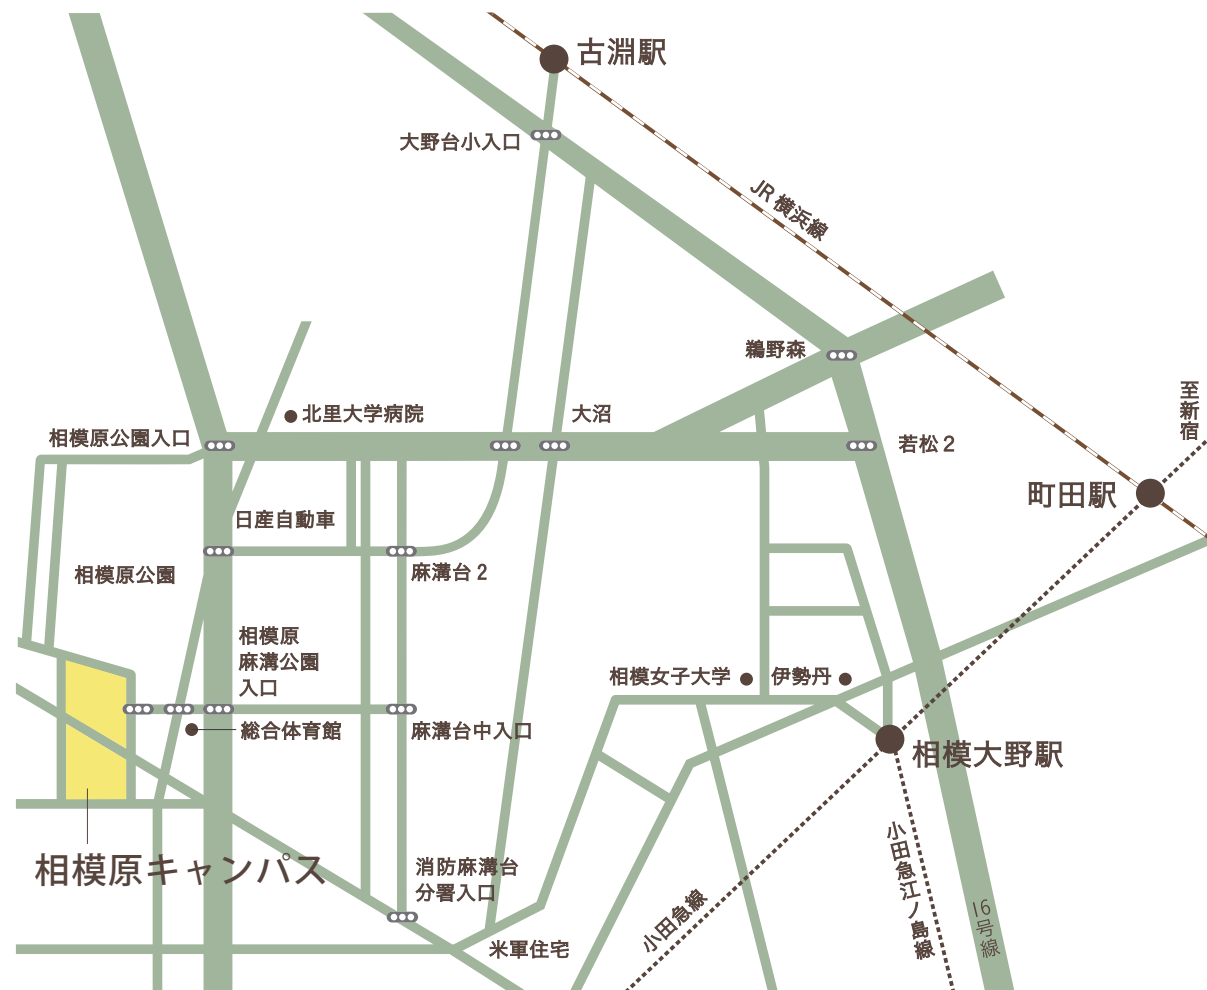 古淵駅
大野台小入口
JR 横浜線
鵜野森
至新宿
北里大学病院
大沼
相模原公園入口
若松２
町田駅
日産自動車
相模原公園
麻溝台２
相模原
麻溝公園
入口
相模女子大学
伊勢丹
総合体育館
麻溝台中入口
相模大野駅
相模原キャンパス
消防麻溝台
分署入口
小田急江ノ島線
小田急線
16号線
米軍住宅